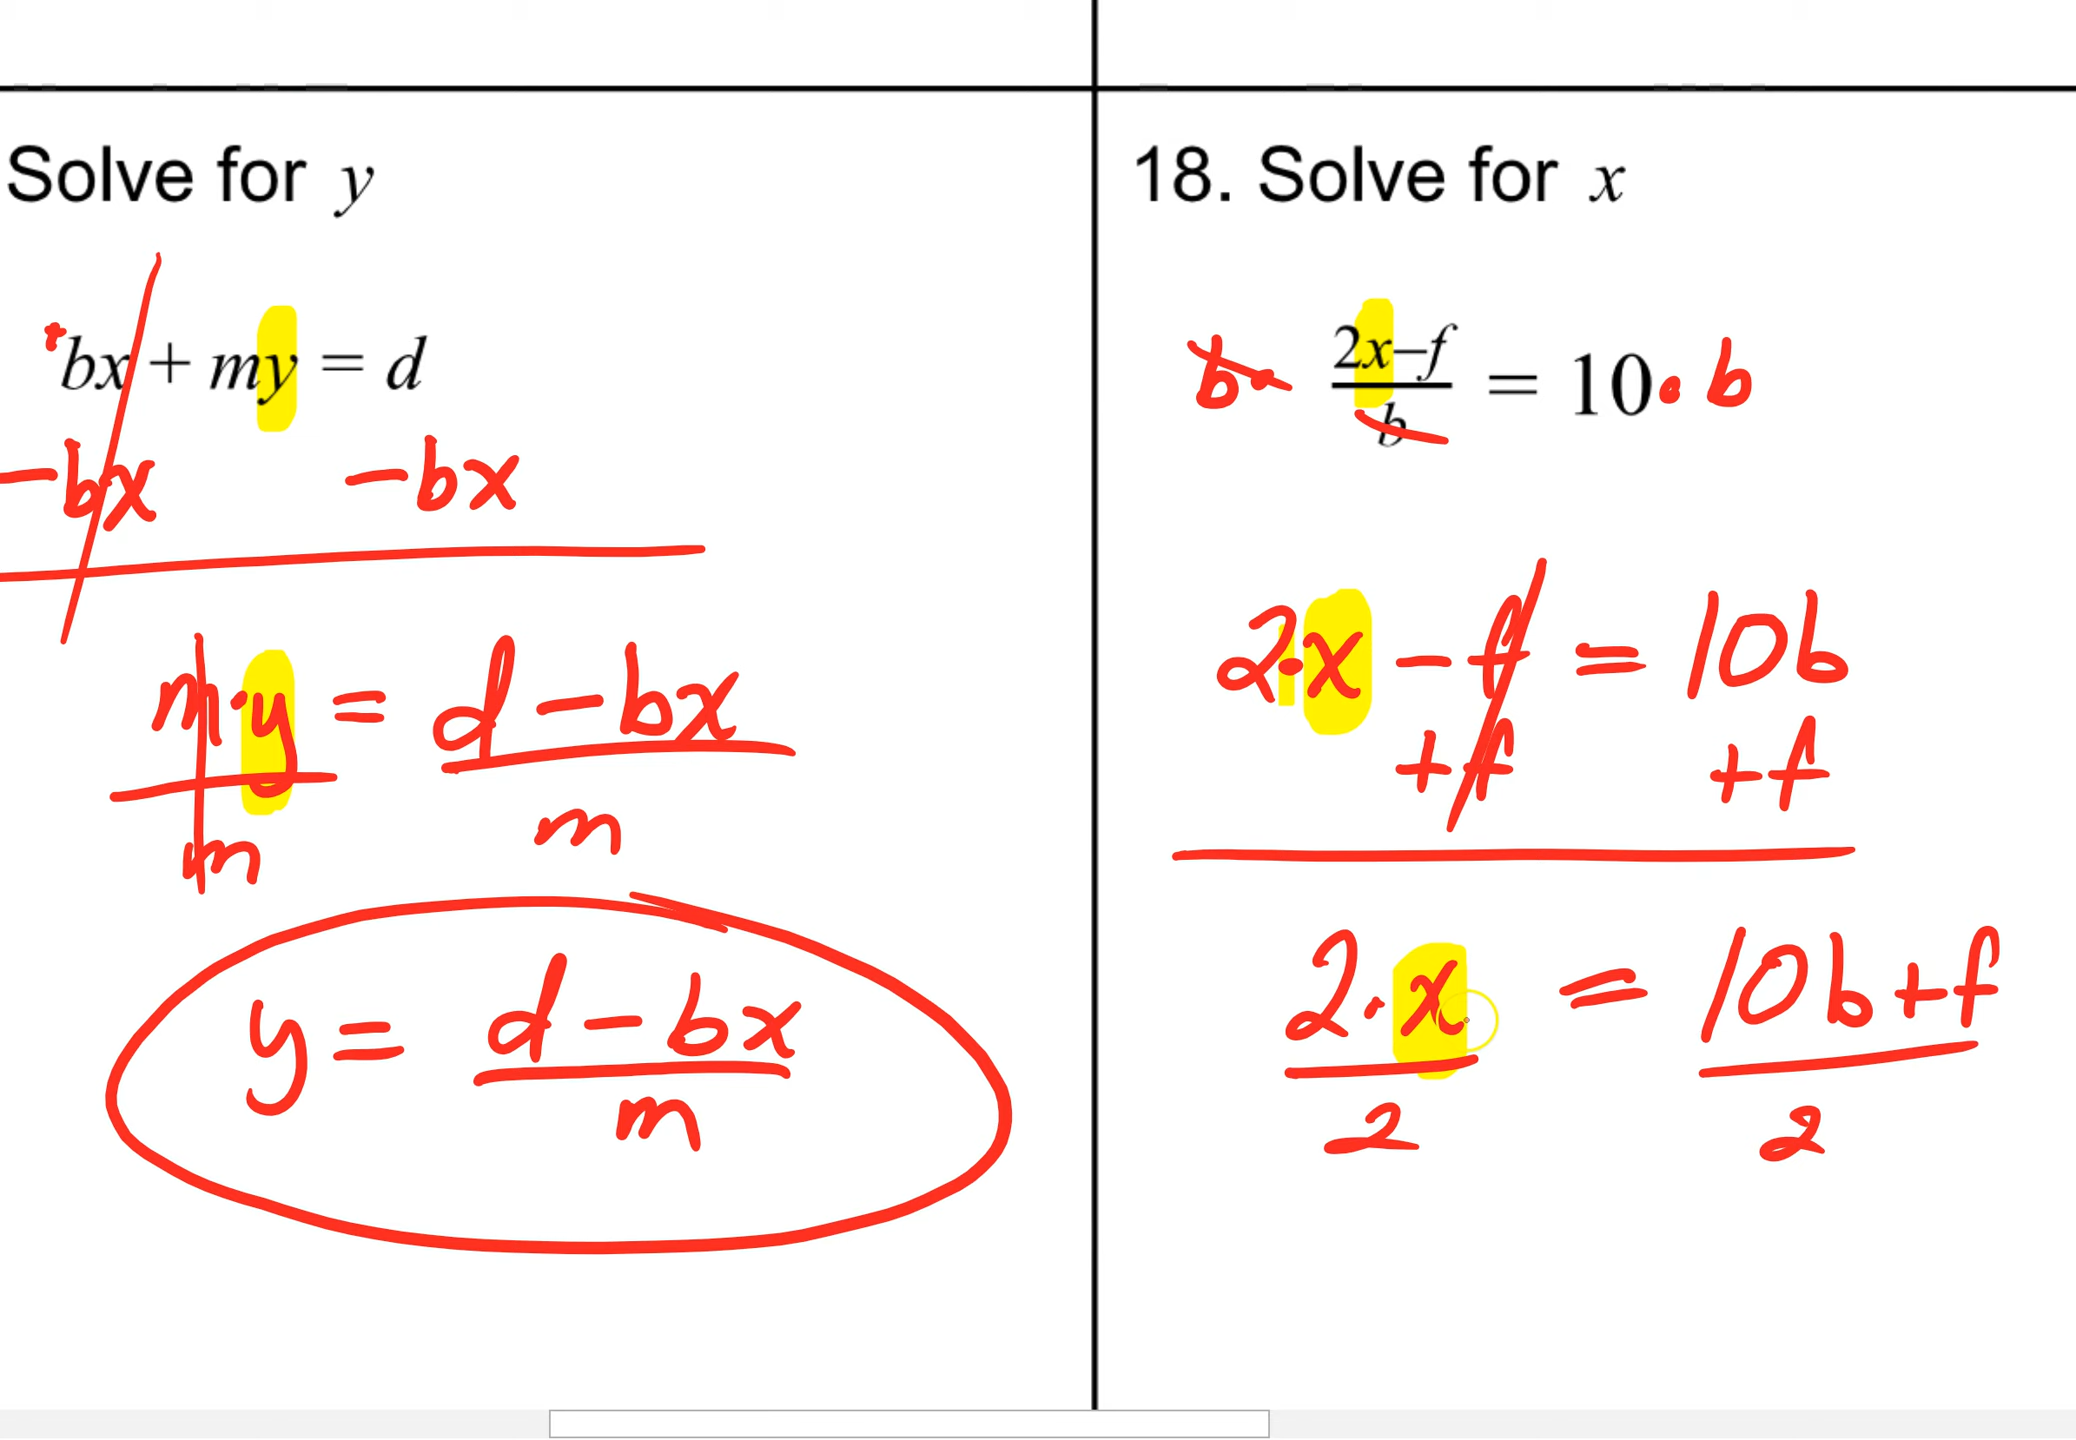 Solve for y
bx + my = d
-bx -bx
m·y = d - bx
m m
y = d - bx
m
18. Solve for x
b· 2x-f = 10 · b
b
2·x - f = 10b
+f +f
2·x = 10b+f
2 2